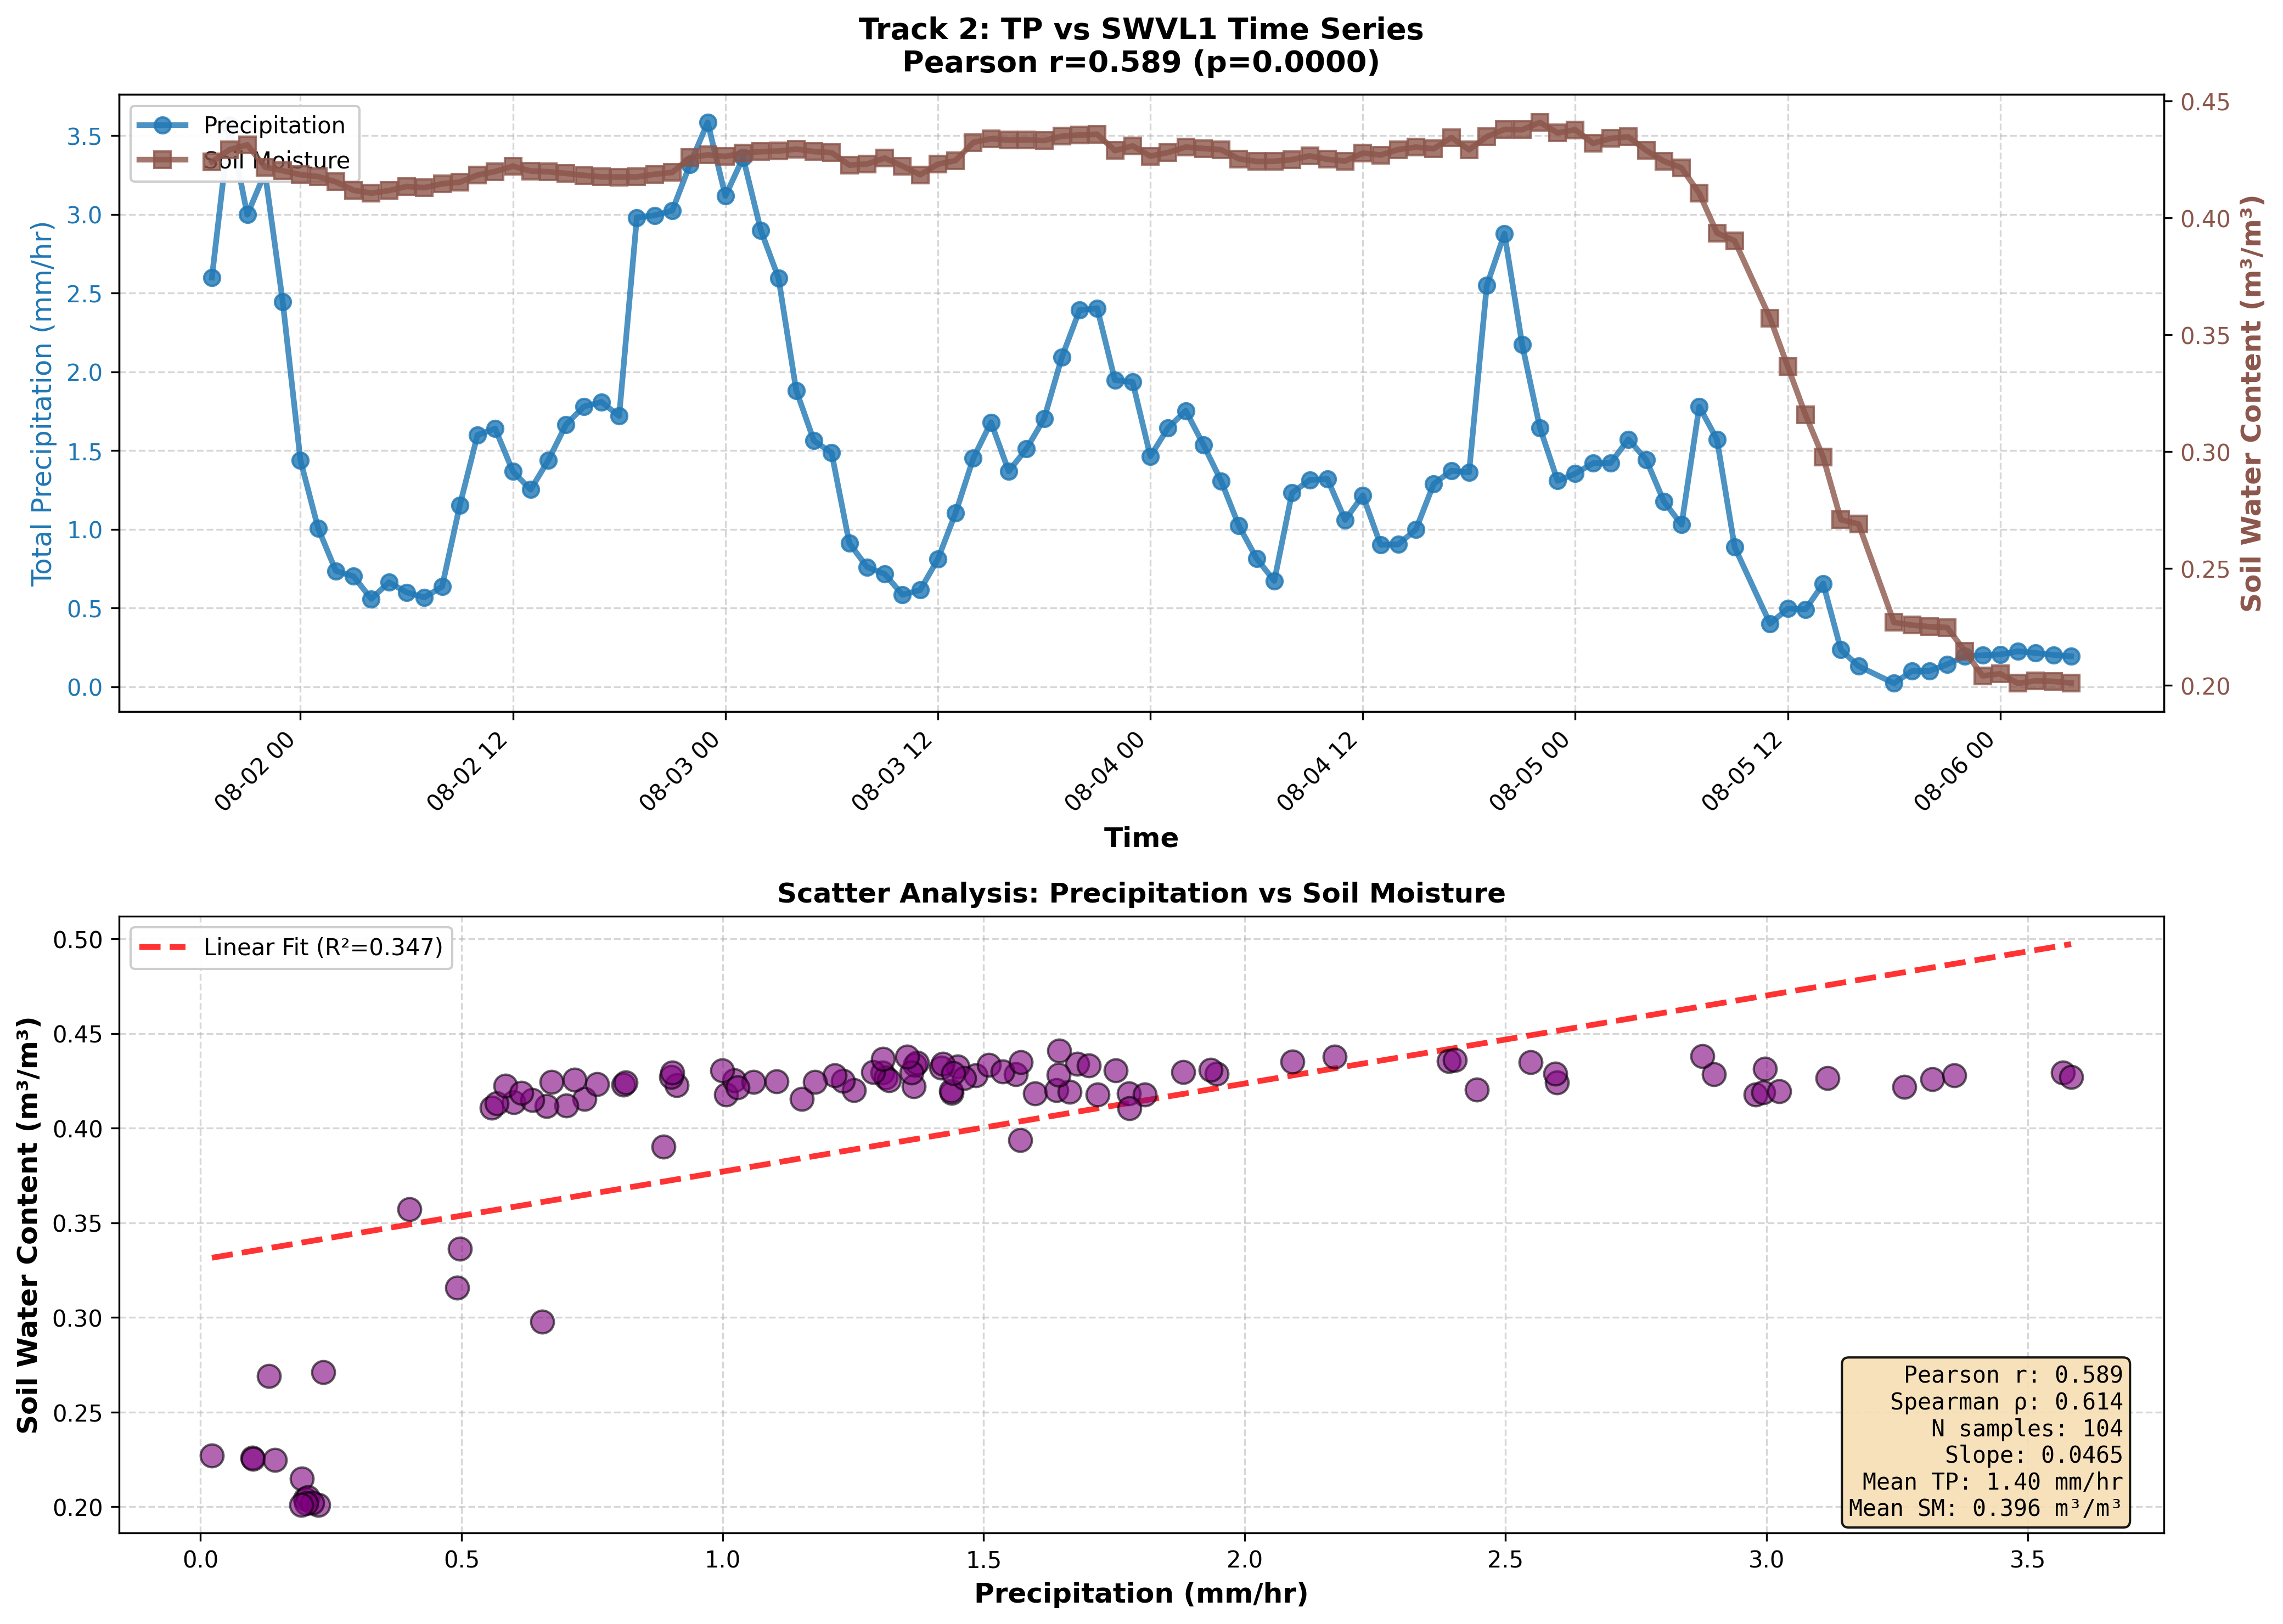 Track 2: TP vs SWVL1 Time Series
Pearson r=0.589 (p=0.0000)
Precipitation
Soil Moisture
Total Precipitation (mm/hr)
3.5
3.0
2.5
2.0
1.5
1.0
0.5
0.0
0.45
0.40
0.35
0.30
0.25
0.20
Soil Water Content (m³/m³)
08-02 00
08-02 12
08-03 00
08-03 12
08-04 00
08-04 12
08-05 00
08-05 12
08-06 00
Time
Scatter Analysis: Precipitation vs Soil Moisture
Linear Fit (R²=0.347)
Soil Water Content (m³/m³)
0.50
0.45
0.40
0.35
0.30
0.25
0.20
Pearson r: 0.589
Spearman ρ: 0.614
N samples: 104
Slope: 0.0465
Mean TP: 1.40 mm/hr
Mean SM: 0.396 m³/m³
0.0
0.5
1.0
1.5
2.0
2.5
3.0
3.5
Precipitation (mm/hr)